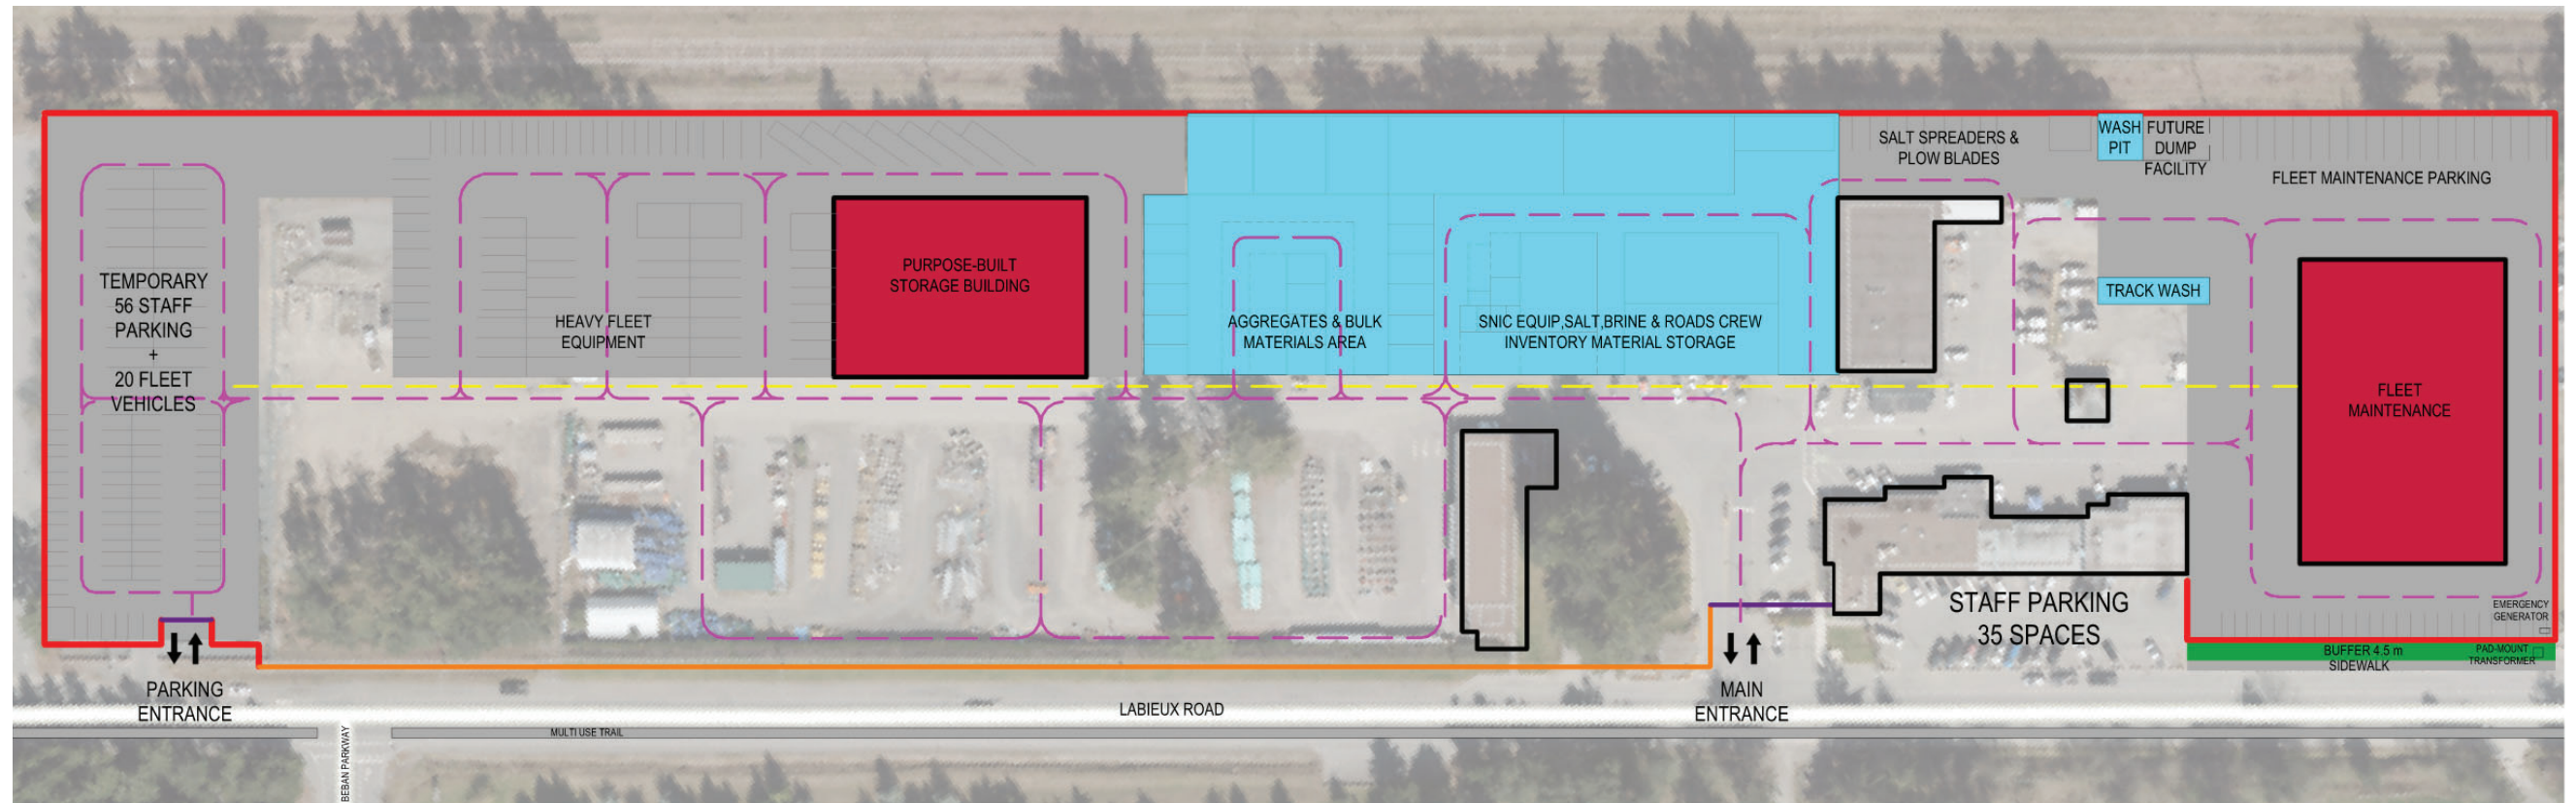 SALT SPREADERS &
PLOW BLADES
WASH
PIT
FUTURE
DUMP
FACILITY
FLEET MAINTENANCE PARKING
TEMPORARY
56 STAFF
PARKING
+
20 FLEET
VEHICLES
HEAVY FLEET
EQUIPMENT
PURPOSE-BUILT
STORAGE BUILDING
AGGREGATES & BULK
MATERIALS AREA
SNIC EQUIP,SALT,BRINE & ROADS CREW
INVENTORY MATERIAL STORAGE
TRACK WASH
FLEET
MAINTENANCE
STAFF PARKING
35 SPACES
EMERGENCY
GENERATOR
BUFFER 4.5 m
SIDEWALK
PAD-MOUNT
TRANSFORMER
PARKING
ENTRANCE
MAIN
ENTRANCE
LABIEUX ROAD
MULTI USE TRAIL
BEBAN PARKWAY